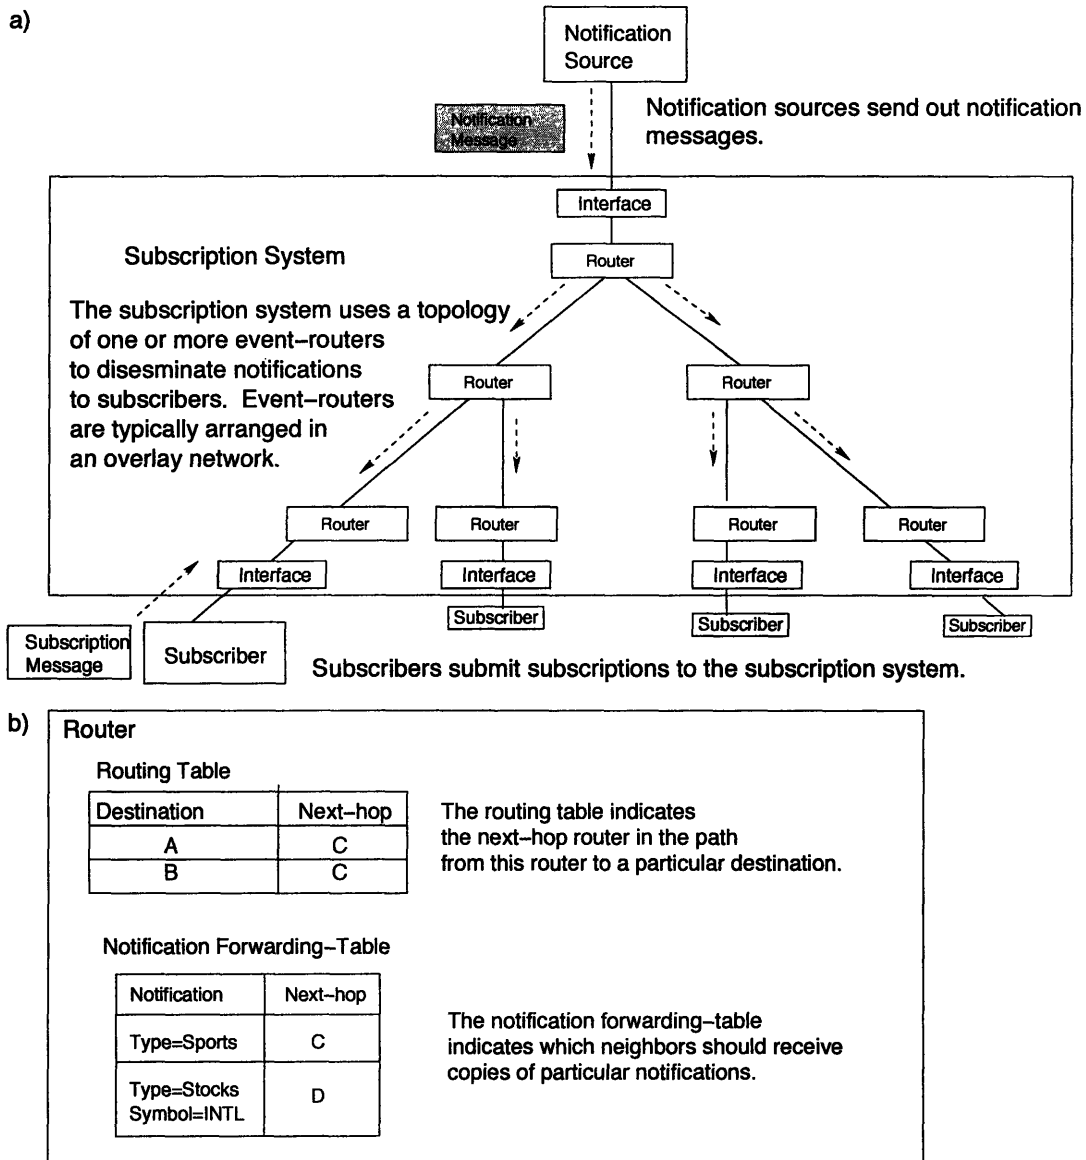 a)
Notification
Source
Notification
Message
Notification sources send out notification
messages.
Interface
Router
Subscription System
The subscription system uses a topology
of one or more event–routers
to disesminate notifications
to subscribers. Event–routers
are typically arranged in
an overlay network.
Router
Router
Router
Router
Router
Router
Interface
Interface
Interface
Interface
Subscription
Message
Subscriber
Subscriber
Subscriber
Subscriber
Subscribers submit subscriptions to the subscription system.
b)
Router
Routing Table
Destination Next–hop
A C
B C
The routing table indicates
the next–hop router in the path
from this router to a particular destination.
Notification Forwarding–Table
Notification Next–hop
Type=Sports C
Type=Stocks
Symbol=INTL
D
The notification forwarding–table
indicates which neighbors should receive
copies of particular notifications.